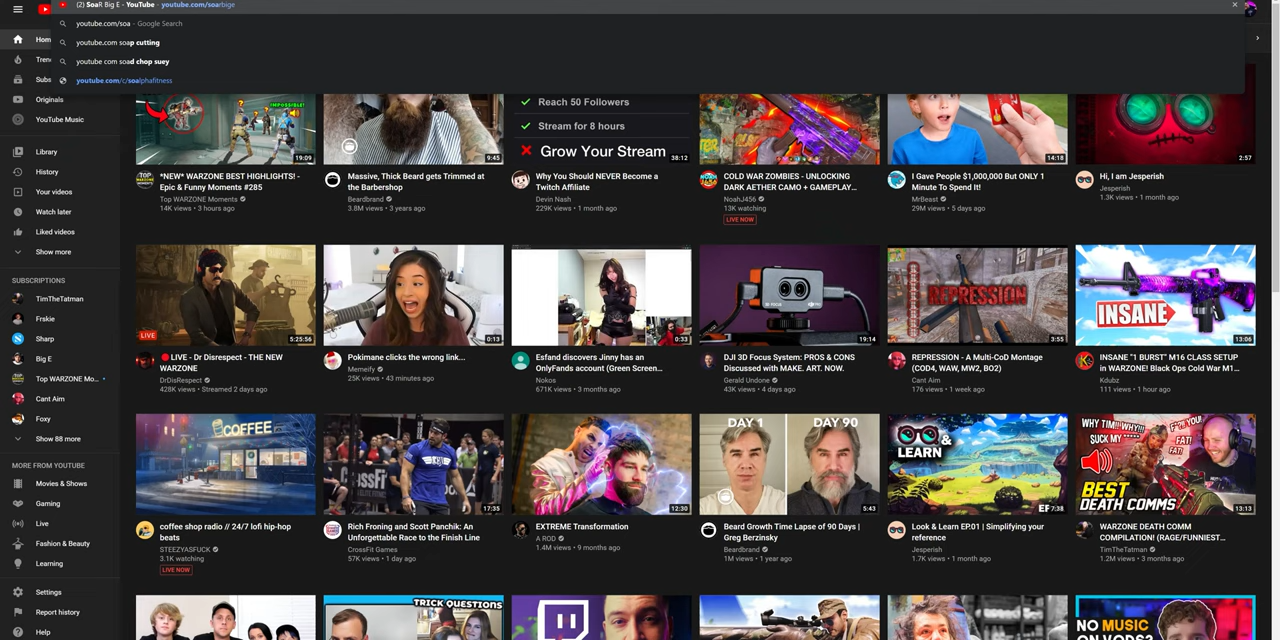 (2) SoaR Big E - YouTube - youtube.com/soarbige
youtube.com/soa - Google Search
youtube.com soap cutting
youtube com soad chop suey
youtube.com/c/soalphafitness
Home
Trending
Originals
YouTube Music
Library
History
Your videos
Watch later
Liked videos
Show more
SUBSCRIPTIONS
TimTheTatman
Frskie
Sharp
Big E
Top WARZONE Mo...
Cant Aim
Foxy
Show 88 more
MORE FROM YOUTUBE
Movies & Shows
Gaming
Live
Fashion & Beauty
Learning
Settings
Report history
Help
IMPOSSIBLE!
19:09
*NEW* WARZONE BEST HIGHLIGHTS! -
Epic & Funny Moments #285
Top WARZONE Moments
14K views • 3 hours ago
9:45
Massive, Thick Beard gets Trimmed at
the Barbershop
Beardbrand
3.8M views • 3 years ago
Reach 50 Followers
Stream for 8 hours
Grow Your Stream
38:12
Why You Should NEVER Become a
Twitch Affiliate
Devin Nash
229K views • 1 month ago
COLD WAR ZOMBIES - UNLOCKING
DARK AETHER CAMO + GAMEPLAY...
NoahJ456
13K watching
LIVE NOW
14:18
I Gave People $1,000,000 But ONLY 1
Minute To Spend It!
MrBeast
29M views • 5 days ago
2:57
Hi, I am Jesperish
Jesperish
1.3K views • 1 month ago
LIVE
5:25:56
LIVE - Dr Disrespect - THE NEW
WARZONE
DrDisRespect
428K views • Streamed 2 days ago
0:13
Pokimane clicks the wrong link...
Memeify
25K views • 43 minutes ago
0:33
Esfand discovers Jinny has an
OnlyFands account (Green Screen...
Nokos
671K views • 3 months ago
19:14
DJI 3D Focus System: PROS & CONS
Discussed with MAKE. ART. NOW.
Gerald Undone
43K views • 4 days ago
REPRESSION
3:55
REPRESSION - A Multi-CoD Montage
(COD4, WAW, MW2, BO2)
Cant Aim
176 views • 1 week ago
INSANE
13:06
INSANE "1 BURST" M16 CLASS SETUP
in WARZONE! Black Ops Cold War M1...
Kdubz
111 views • 1 hour ago
COFFEE
coffee shop radio // 24/7 lofi hip-hop
beats
STEEZYASFUCK
3.1K watching
LIVE NOW
17:35
Rich Froning and Scott Panchik: An
Unforgettable Race to the Finish Line
CrossFit Games
57K views • 1 day ago
12:30
EXTREME Transformation
A ROD
1.4M views • 9 months ago
DAY 1
DAY 90
5:43
Beard Growth Time Lapse of 90 Days |
Greg Berzinsky
Beardbrand
1M views • 1 year ago
&
LEARN
7:38
Look & Learn EP01 | Simplifying your
reference
Jesperish
1.7K views • 1 month ago
WHY TIM!! WHY!!!
SUCK MY *****
F*?@ YOU!
FAT!
FAT!
BEST
DEATH COMMS
13:13
WARZONE DEATH COMM
COMPILATION! (RAGE/FUNNIEST...
TimTheTatman
1.2M views • 3 months ago
TRICK QUESTIONS
NO MUSIC